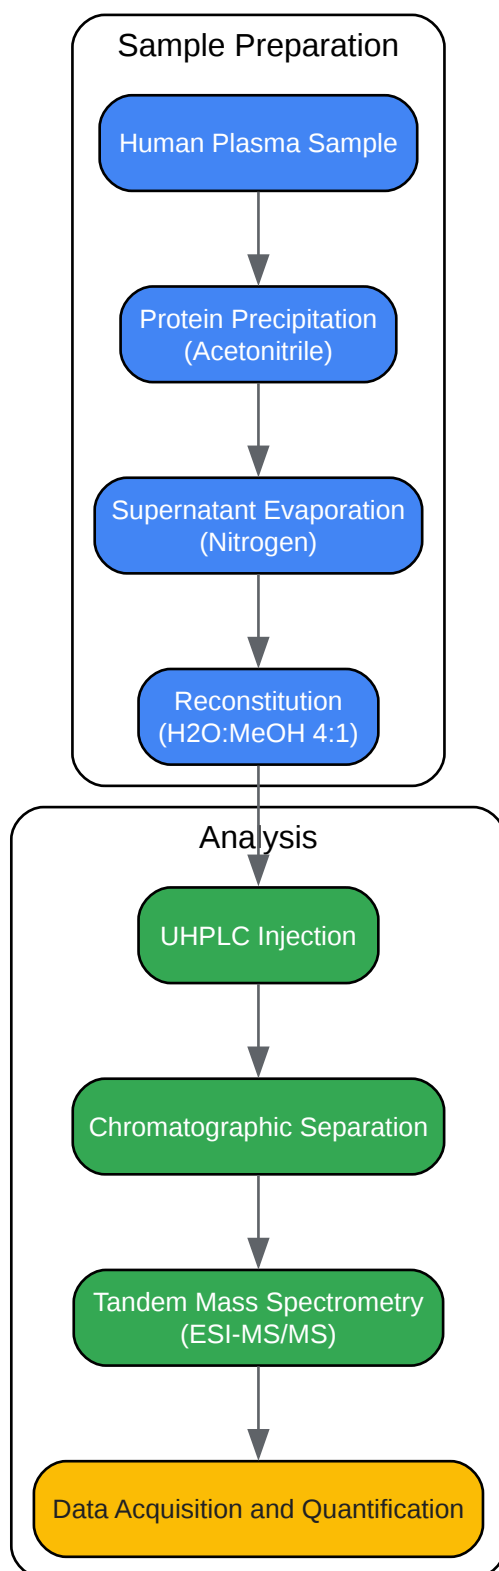 Sample Preparation
Human Plasma Sample
Protein Precipitation
(Acetonitrile)
Supernatant Evaporation
(Nitrogen)
Reconstitution
(H2O:MeOH 4:1)
Analysis
UHPLC Injection
Chromatographic Separation
Tandem Mass Spectrometry
(ESI-MS/MS)
Data Acquisition and Quantification